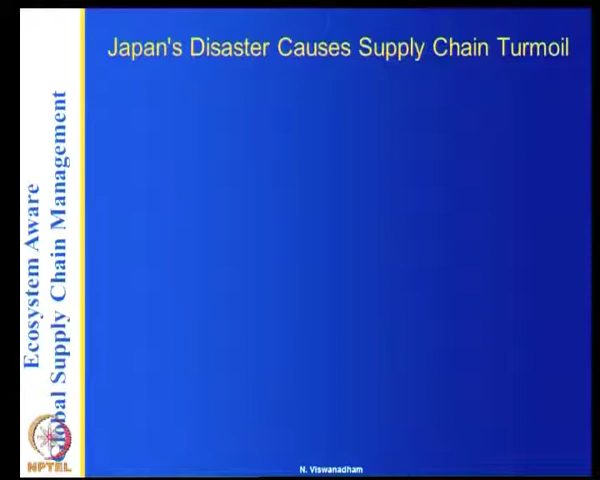 Japan's Disaster Causes Supply Chain Turmoil
Ecosystem Aware
Global Supply Chain Management
NPTEL
N. Viswanadham